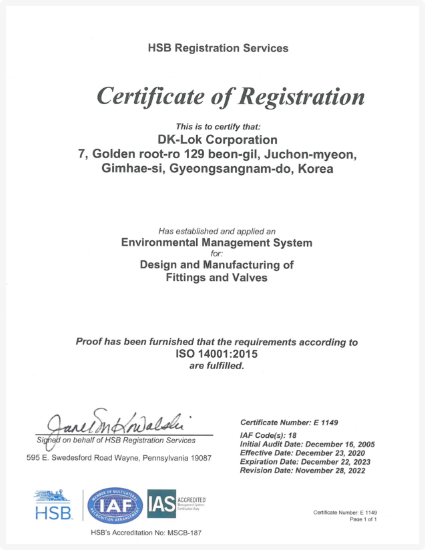 HSB Registration Services
Certificate of Registration
This is to certify that:
DK-Lok Corporation
7, Golden root-ro 129 beon-gil, Juchon-myeon,
Gimhae-si, Gyeongsangnam-do, Korea
Has established and applied an
Environmental Management System
for:
Design and Manufacturing of
Fittings and Valves
Proof has been furnished that the requirements according to
ISO 14001:2015
are fulfilled.
Signed on behalf of HSB Registration Services
595 E. Swedesford Road Wayne, Pennsylvania 19087
Certificate Number: E 1149
IAF Code(s): 18
Initial Audit Date: December 16, 2005
Effective Date: December 23, 2020
Expiration Date: December 22, 2023
Revision Date: November 28, 2022
HSB
IAF
IAS ACCREDITED
Certificate Number: E 1149
Page 1 of 1
HSB's Accreditation No: MSCB-187